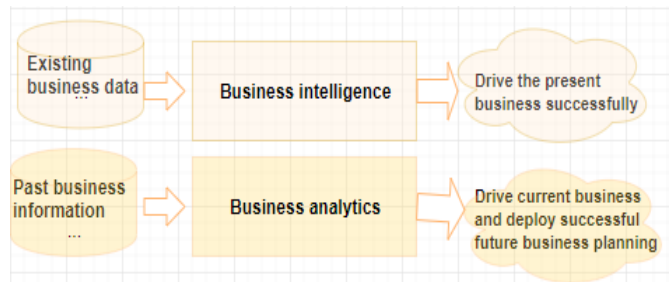 Existing
business data
...
Business intelligence
Drive the present
business successfully
Past business
information
...
Business analytics
Drive current business
and deploy successful
future business planning